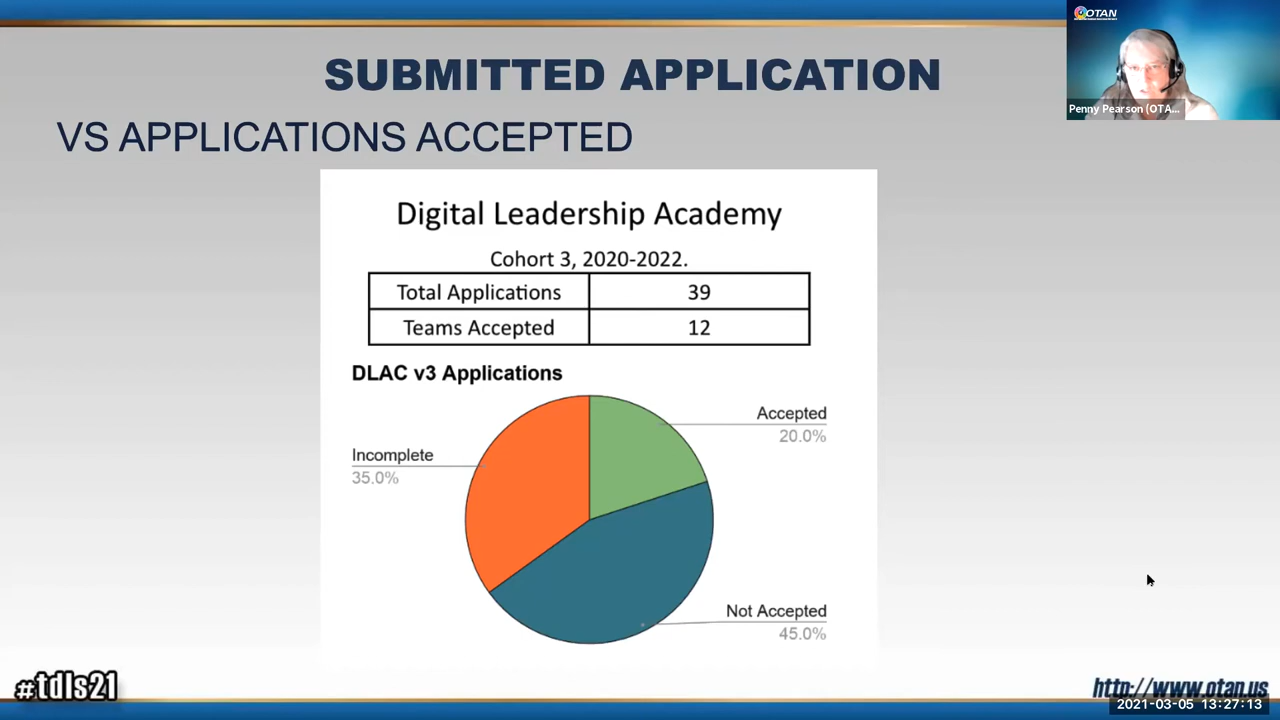 SUBMITTED APPLICATION
VS APPLICATIONS ACCEPTED
OTAN
Penny Pearson (OTA...
Digital Leadership Academy
Cohort 3, 2020-2022.
Total Applications 39
Teams Accepted 12
DLAC v3 Applications
Accepted
20.0%
Incomplete
35.0%
Not Accepted
45.0%
#tdls21
http://www.otan.us
2021-03-05 13:27:13